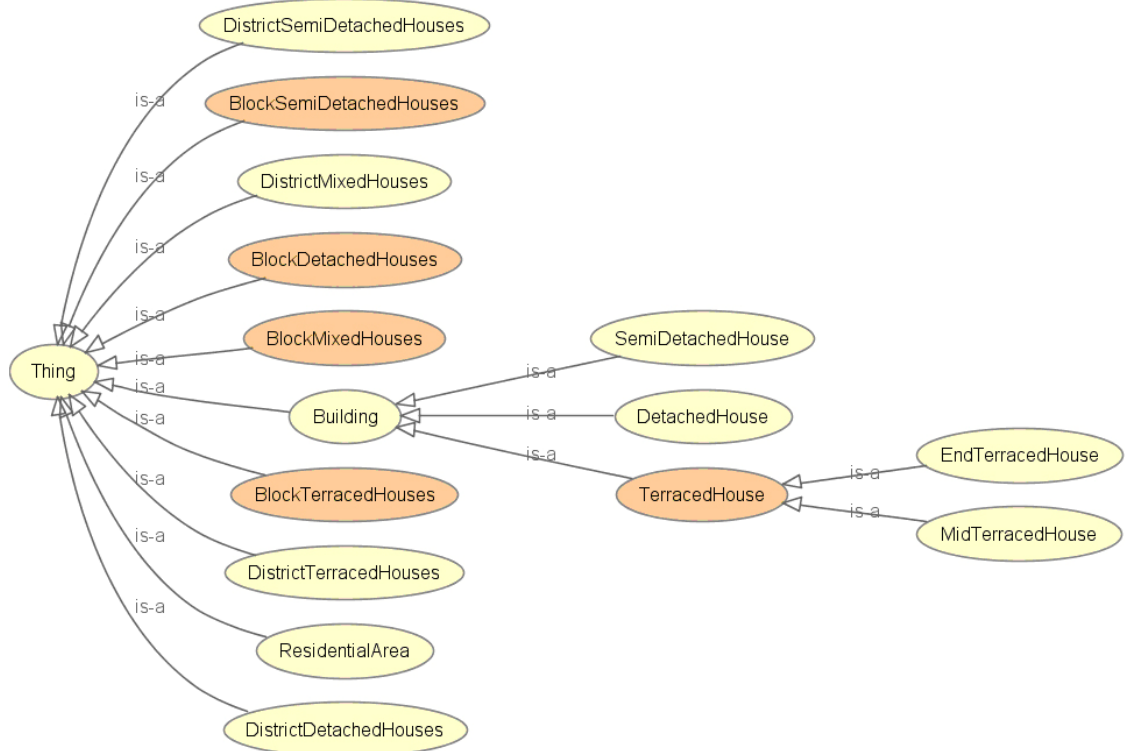 DistrictSemiDetachedHouses
is-a
BlockSemiDetachedHouses
is-a
DistrictMixedHouses
is-a
BlockDetachedHouses
is-a
BlockMixedHouses
is-a
Thing
is-a
Building
is-a
BlockTerracedHouses
is-a
DistrictTerracedHouses
is-a
ResidentialArea
is-a
DistrictDetachedHouses
SemiDetachedHouse
is-a
DetachedHouse
is-a
TerracedHouse
is-a
EndTerracedHouse
is-a
MidTerracedHouse
is-a